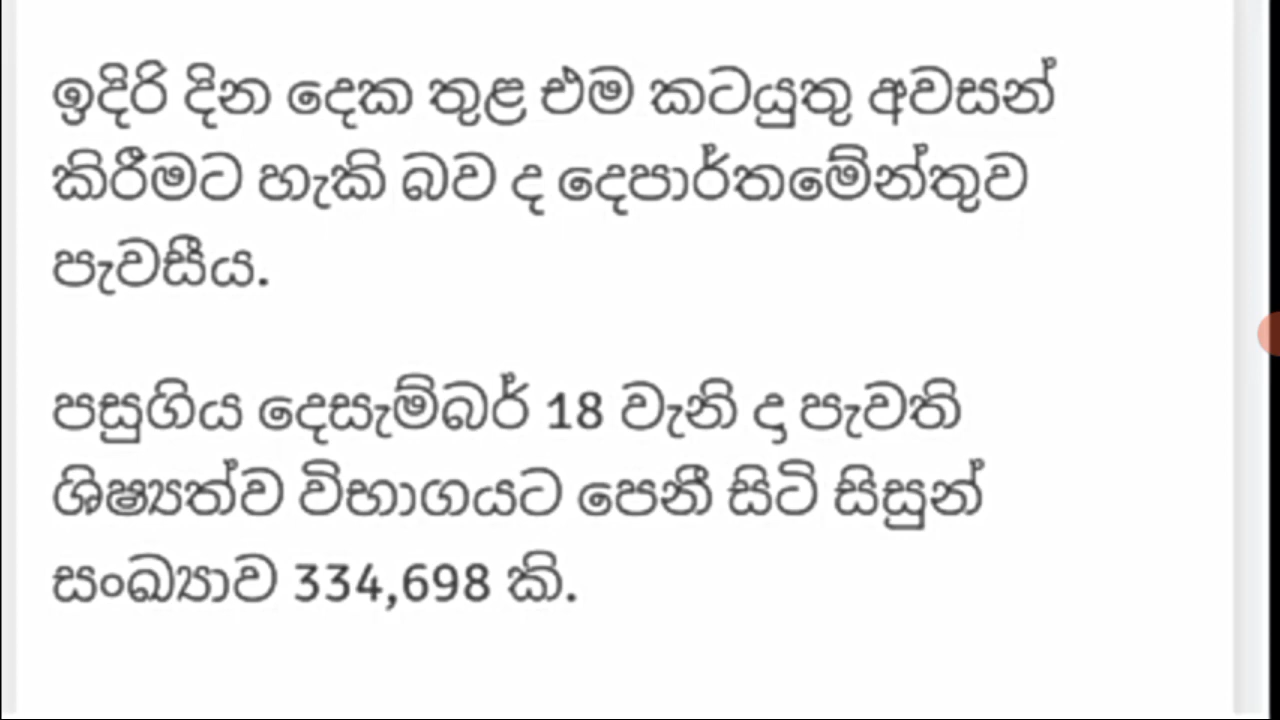 ඉදිරි දින දෙක තුළ එම කටයුතු අවසන්
කිරීමට හැකි බව ද දෙපාර්තමේන්තුව
පැවසීය.
පසුගිය දෙසැම්බර් 18 වැනි දා පැවති
ශිෂ්‍යත්ව විභාගයට පෙනී සිටි සිසුන්
සංඛ්‍යාව 334,698 කි.